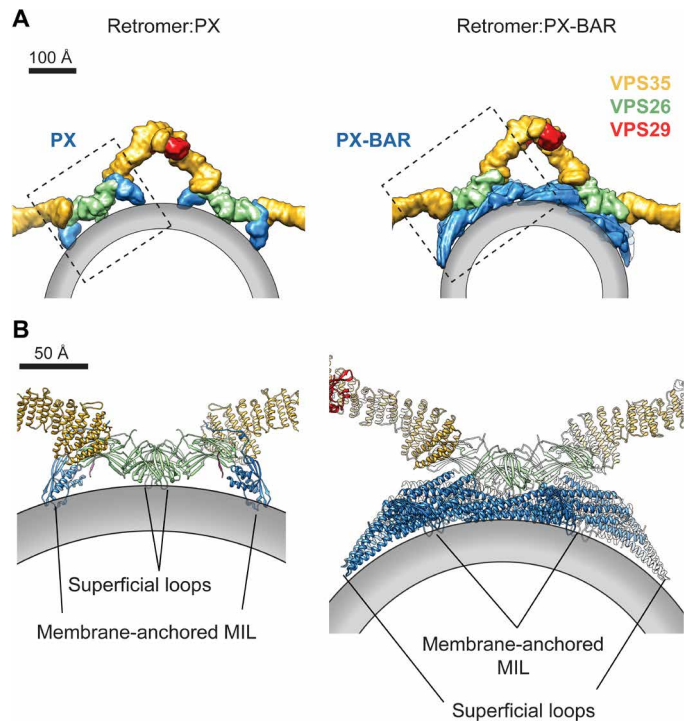 A
Retromer:PX
Retromer:PX-BAR
100 Å
VPS35
VPS26
VPS29
PX
PX-BAR
B
50 Å
Superficial loops
Membrane-anchored MIL
Membrane-anchored
MIL
Superficial loops